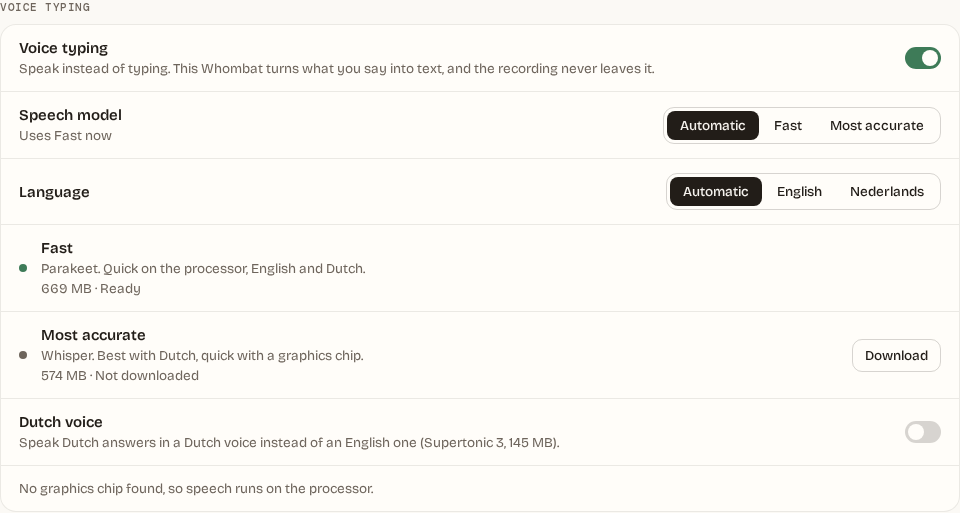 VOICE TYPING
Voice typing
Speak instead of typing. This Whombat turns what you say into text, and the recording never leaves it.
Speech model
Uses Fast now
Automatic Fast Most accurate
Language
Automatic English Nederlands
Fast
Parakeet. Quick on the processor, English and Dutch.
669 MB · Ready
Most accurate
Whisper. Best with Dutch, quick with a graphics chip.
574 MB · Not downloaded
Download
Dutch voice
Speak Dutch answers in a Dutch voice instead of an English one (Supertonic 3, 145 MB).
No graphics chip found, so speech runs on the processor.